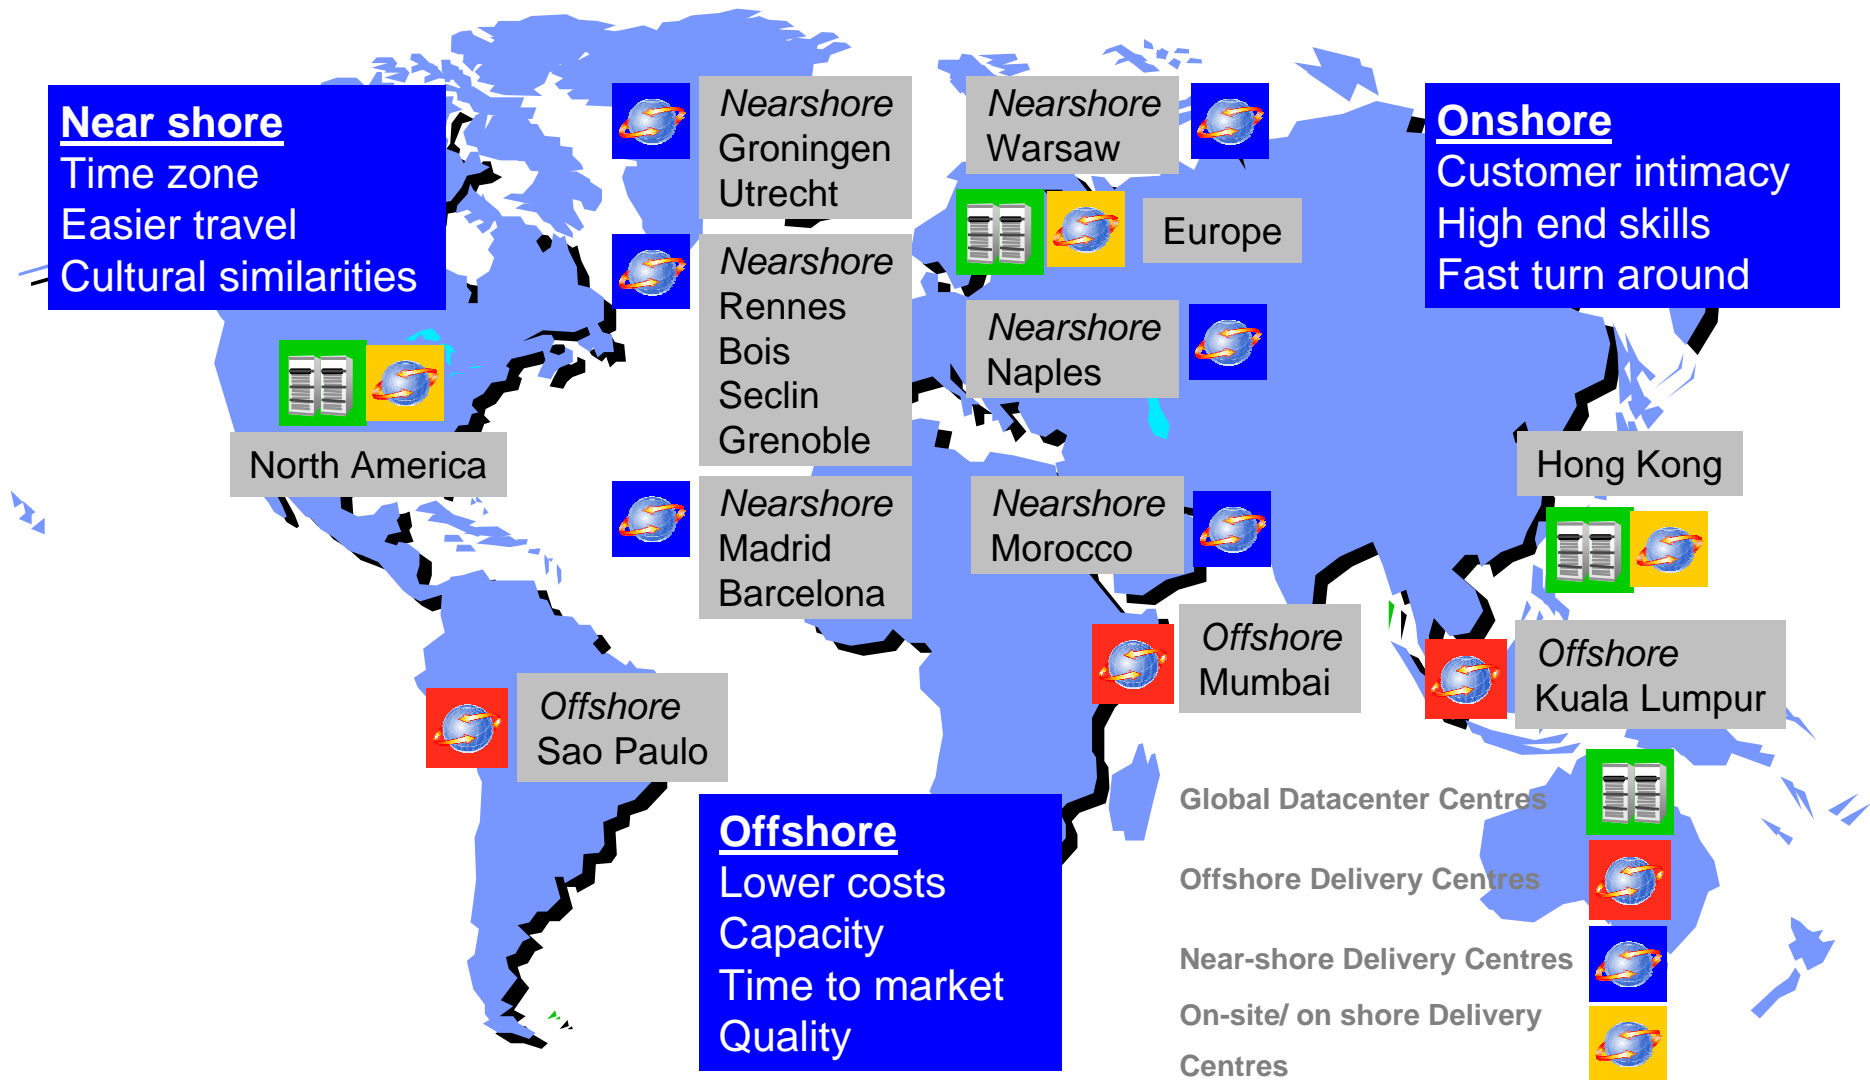 Near shore
Time zone
Easier travel
Cultural similarities
Nearshore
Groningen
Utrecht
Nearshore
Warsaw
Onshore
Customer intimacy
High end skills
Fast turn around
Europe
Nearshore
Rennes
Bois
Seclin
Grenoble
Nearshore
Naples
North America
Hong Kong
Nearshore
Madrid
Barcelona
Nearshore
Morocco
Offshore
Mumbai
Offshore
Kuala Lumpur
Offshore
Sao Paulo
Offshore
Lower costs
Capacity
Time to market
Quality
Global Datacenter Centres
Offshore Delivery Centres
Near-shore Delivery Centres
On-site/ on shore Delivery
Centres